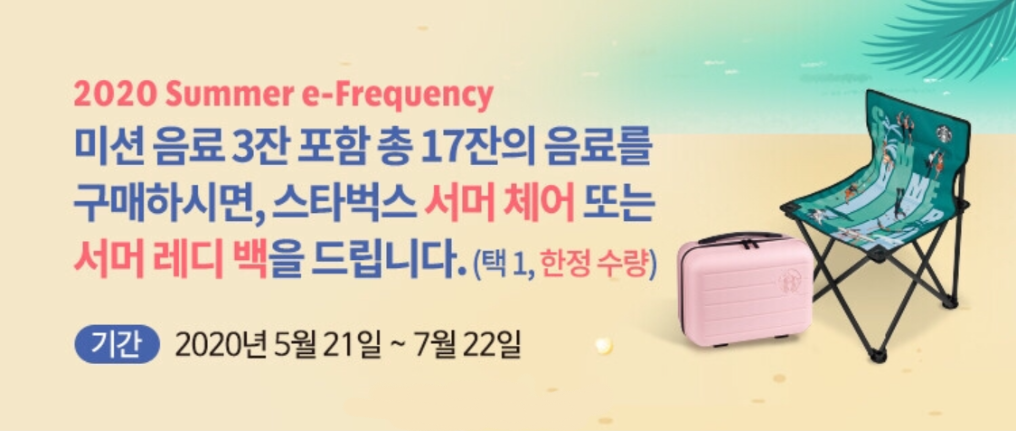 2020 Summer e-Frequency
미션 음료 3잔 포함 총 17잔의 음료를
구매하시면, 스타벅스 서머 체어 또는
서머 레디 백을 드립니다. (택 1, 한정 수량)
기간 2020년 5월 21일 ~ 7월 22일